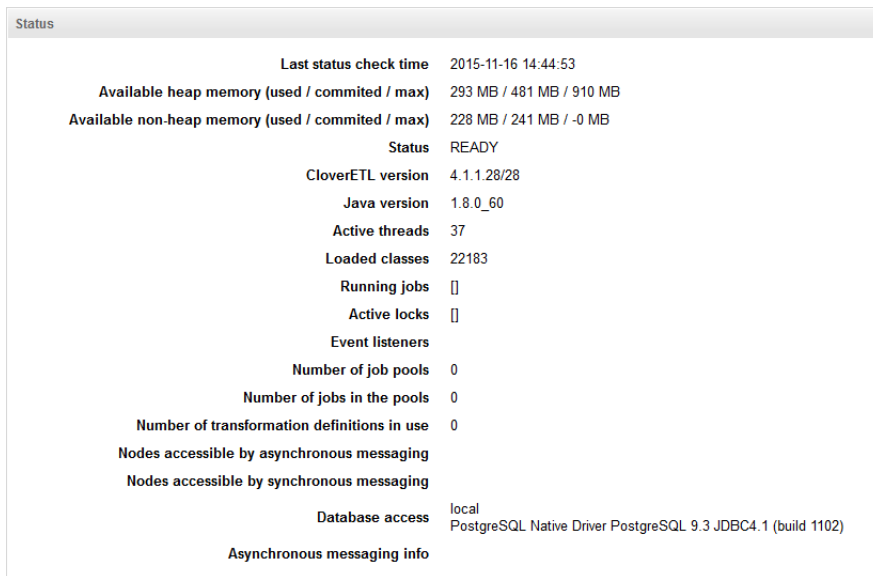 Status
Last status check time 2015-11-16 14:44:53
Available heap memory (used / commited / max) 293 MB / 481 MB / 910 MB
Available non-heap memory (used / commited / max) 228 MB / 241 MB / -0 MB
Status READY
CloverETL version 4.1.1.28/28
Java version 1.8.0_60
Active threads 37
Loaded classes 22183
Running jobs []
Active locks []
Event listeners
Number of job pools 0
Number of jobs in the pools 0
Number of transformation definitions in use 0
Nodes accessible by asynchronous messaging
Nodes accessible by synchronous messaging
Database access local
PostgreSQL Native Driver PostgreSQL 9.3 JDBC4.1 (build 1102)
Asynchronous messaging info